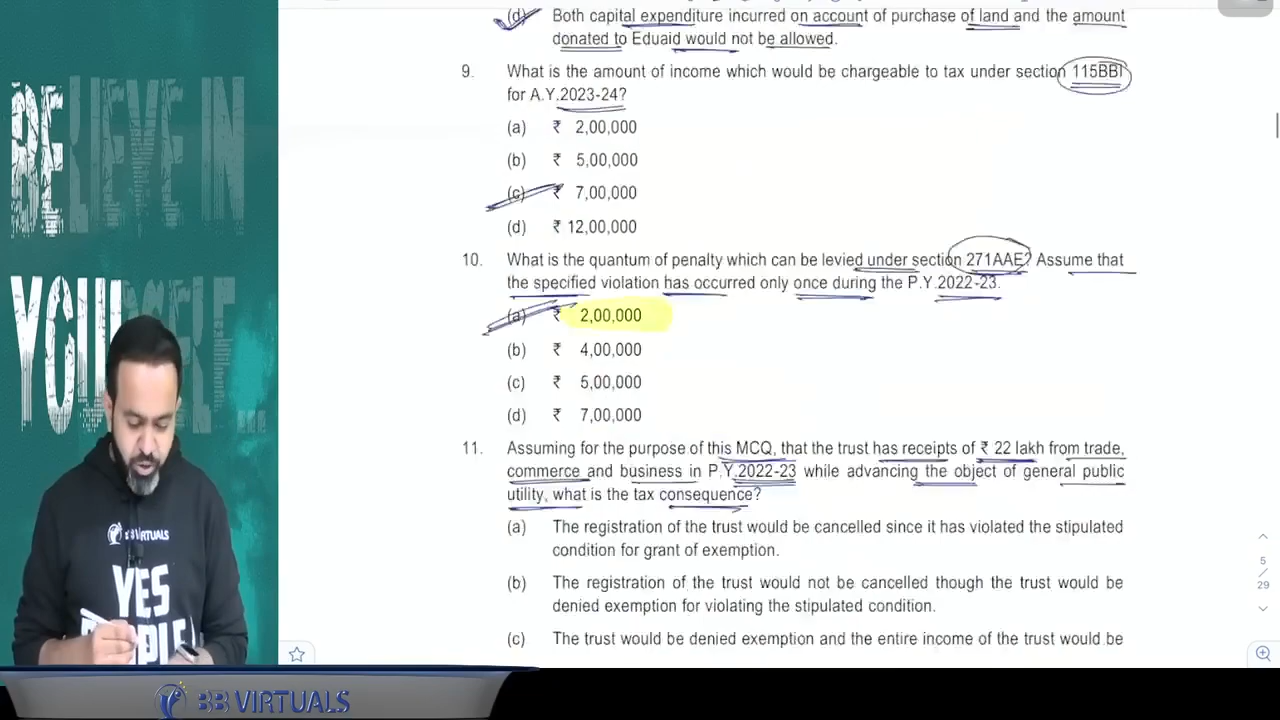 (d) Both capital expenditure incurred on account of purchase of land and the amount
donated to Eduaid would not be allowed.
9. What is the amount of income which would be chargeable to tax under section 115BBI
for A.Y.2023-24?
(a) ₹ 2,00,000
(b) ₹ 5,00,000
(c) ₹ 7,00,000
(d) ₹ 12,00,000
10. What is the quantum of penalty which can be levied under section 271AAE? Assume that
the specified violation has occurred only once during the P.Y.2022-23.
(a) ₹ 2,00,000
(b) ₹ 4,00,000
(c) ₹ 5,00,000
(d) ₹ 7,00,000
11. Assuming for the purpose of this MCQ, that the trust has receipts of ₹ 22 lakh from trade,
commerce and business in P.Y.2022-23 while advancing the object of general public
utility, what is the tax consequence?
(a) The registration of the trust would be cancelled since it has violated the stipulated
condition for grant of exemption.
(b) The registration of the trust would not be cancelled though the trust would be
denied exemption for violating the stipulated condition.
(c) The trust would be denied exemption and the entire income of the trust would be
5
/
29
BELIEVE IN
YOURSELF...
BB VIRTUALS
YES
PEOPLE
BB VIRTUALS